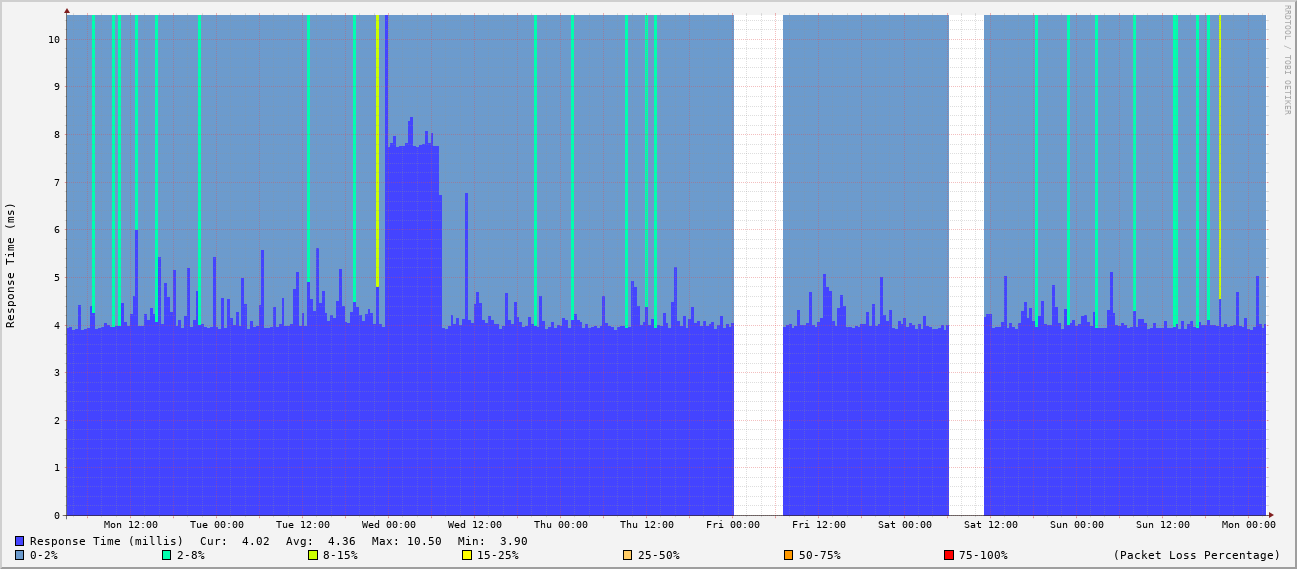 RRDTOOL / TOBI OETIKER
Response Time (ms)
10
9
8
7
6
5
4
3
2
1
0
Mon 12:00 Tue 00:00 Tue 12:00 Wed 00:00 Wed 12:00 Thu 00:00 Thu 12:00 Fri 00:00 Fri 12:00 Sat 00:00 Sat 12:00 Sun 00:00 Sun 12:00 Mon 00:00
Response Time (millis) Cur: 4.02 Avg: 4.36 Max: 10.50 Min: 3.90
0-2% 2-8% 8-15% 15-25% 25-50% 50-75% 75-100% (Packet Loss Percentage)